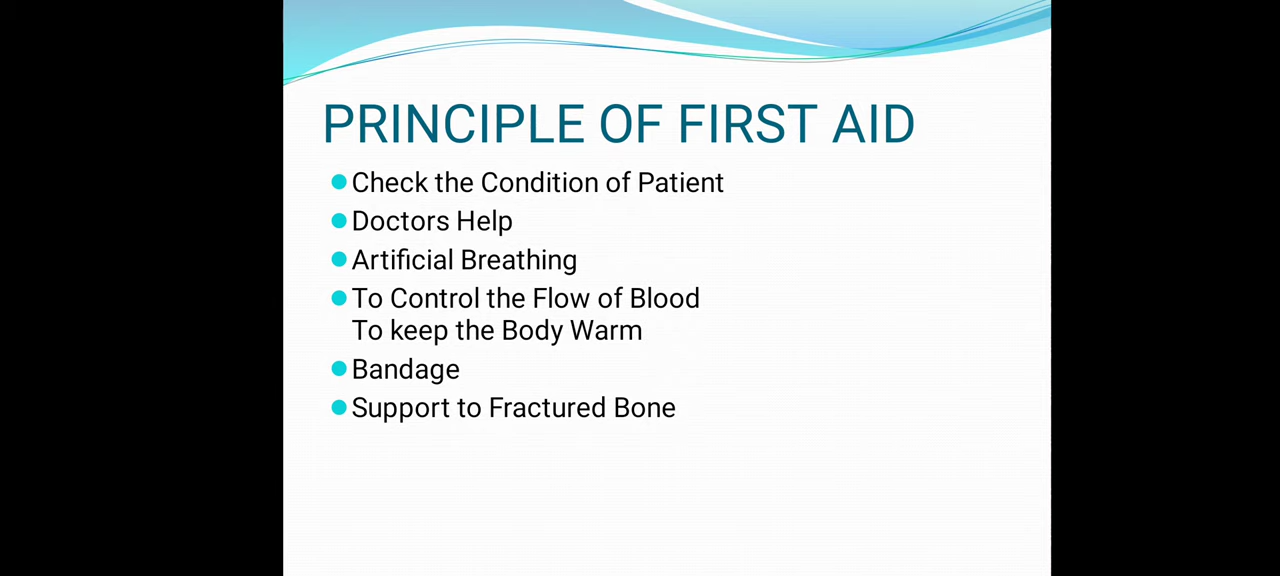 PRINCIPLE OF FIRST AID
Check the Condition of Patient
Doctors Help
Artificial Breathing
To Control the Flow of Blood
To keep the Body Warm
Bandage
Support to Fractured Bone